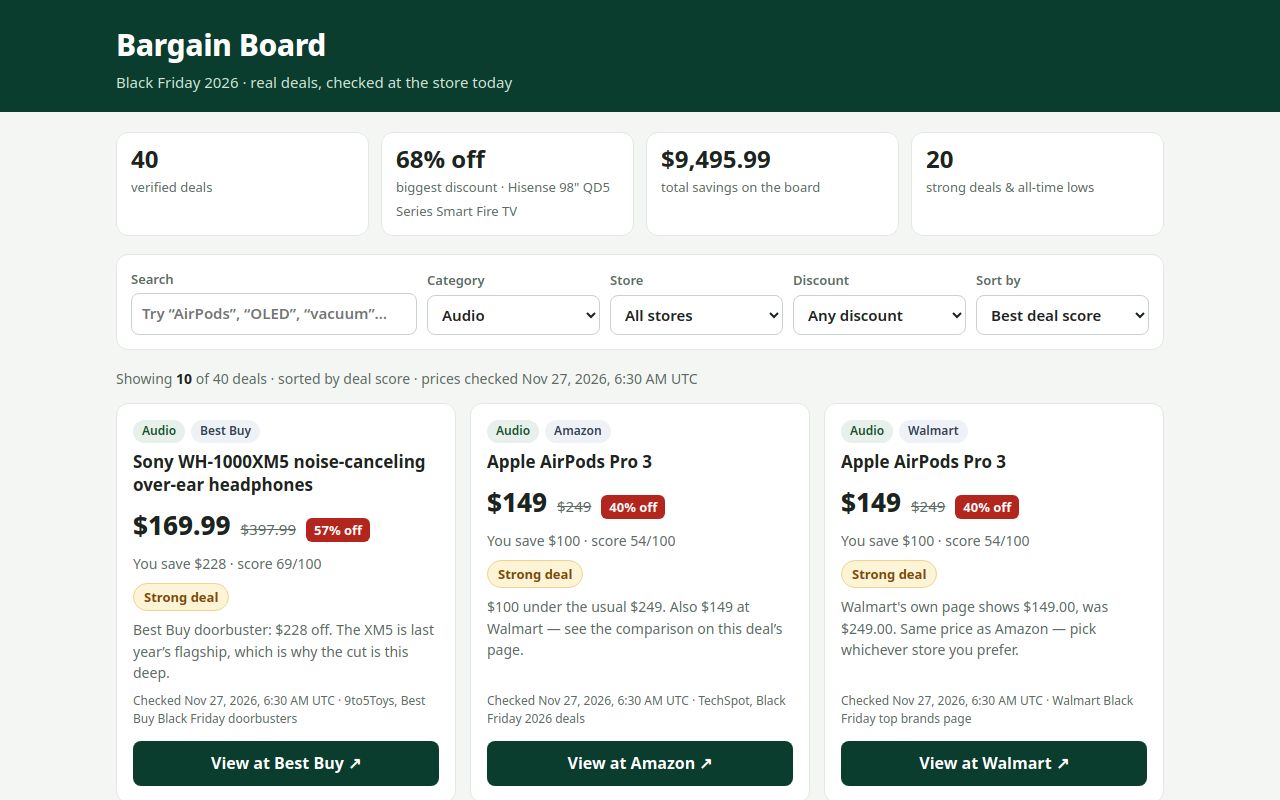 Bargain Board
Black Friday 2026 · real deals, checked at the store today
40
verified deals
68% off
biggest discount · Hisense 98" QD5
Series Smart Fire TV
$9,495.99
total savings on the board
20
strong deals & all-time lows
Search
Try “AirPods”, “OLED”, “vacuum”…
Category
Audio
Store
All stores
Discount
Any discount
Sort by
Best deal score
Showing 10 of 40 deals · sorted by deal score · prices checked Nov 27, 2026, 6:30 AM UTC
Audio Best Buy
Sony WH-1000XM5 noise-canceling
over-ear headphones
$169.99 $397.99 57% off
You save $228 · score 69/100
Strong deal
Best Buy doorbuster: $228 off. The XM5 is last
year’s flagship, which is why the cut is this
deep.
Checked Nov 27, 2026, 6:30 AM UTC · 9to5Toys, Best
Buy Black Friday doorbusters
View at Best Buy ↗
Audio Amazon
Apple AirPods Pro 3
$149 $249 40% off
You save $100 · score 54/100
Strong deal
$100 under the usual $249. Also $149 at
Walmart — see the comparison on this deal’s
page.
Checked Nov 27, 2026, 6:30 AM UTC · TechSpot, Black
Friday 2026 deals
View at Amazon ↗
Audio Walmart
Apple AirPods Pro 3
$149 $249 40% off
You save $100 · score 54/100
Strong deal
Walmart's own page shows $149.00, was
$249.00. Same price as Amazon — pick
whichever store you prefer.
Checked Nov 27, 2026, 6:30 AM UTC · Walmart Black
Friday top brands page
View at Walmart ↗